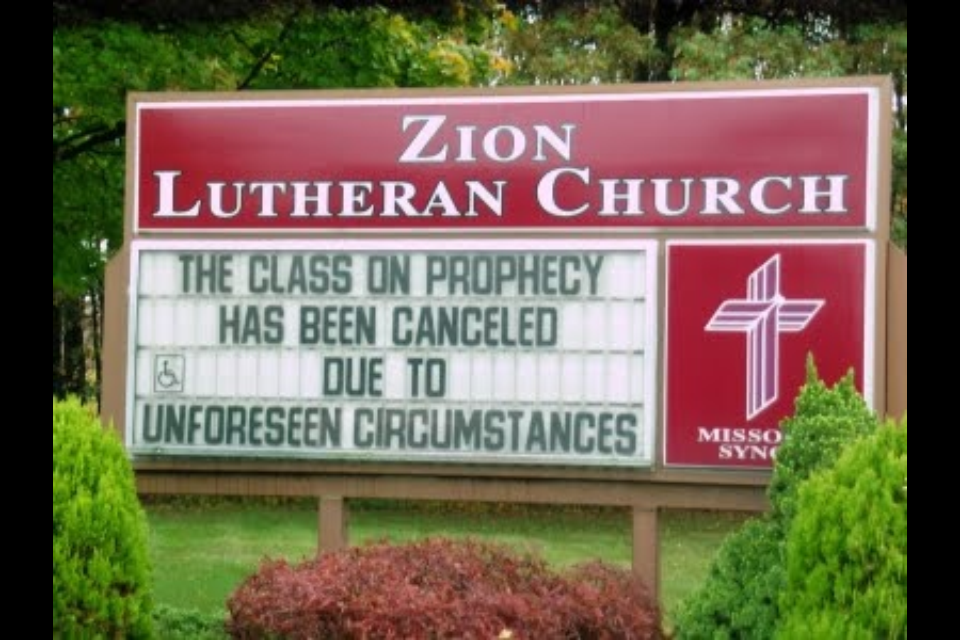 ZION
LUTHERAN CHURCH
THE CLASS ON PROPHECY
HAS BEEN CANCELED
DUE TO
UNFORESEEN CIRCUMSTANCES